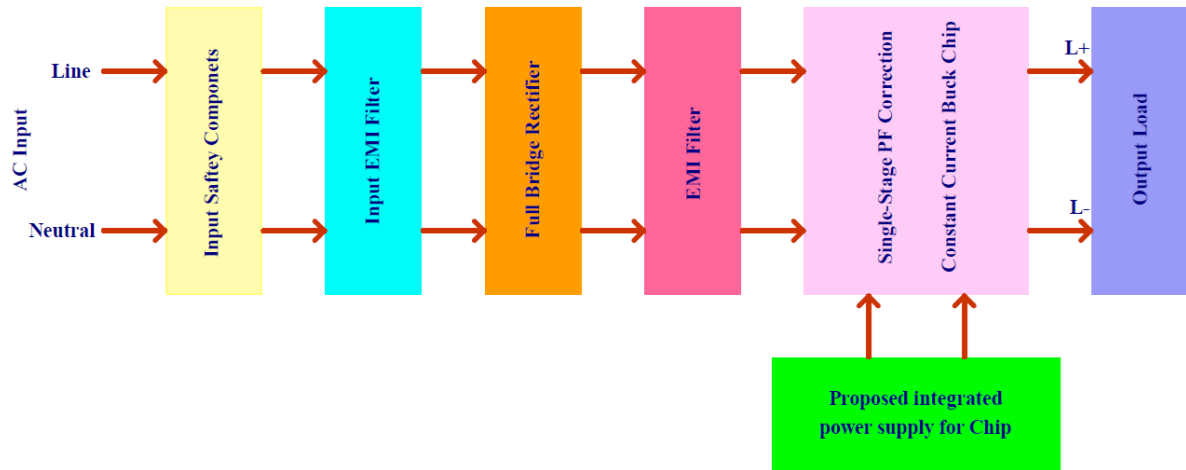 AC Input
Line
Neutral
Input Saftey Componets
Input EMI Filter
Full Bridge Rectifier
EMI Filter
Single-Stage PF Correction
Constant Current Buck Chip
L+
L-
Output Load
Proposed integrated
power supply for Chip